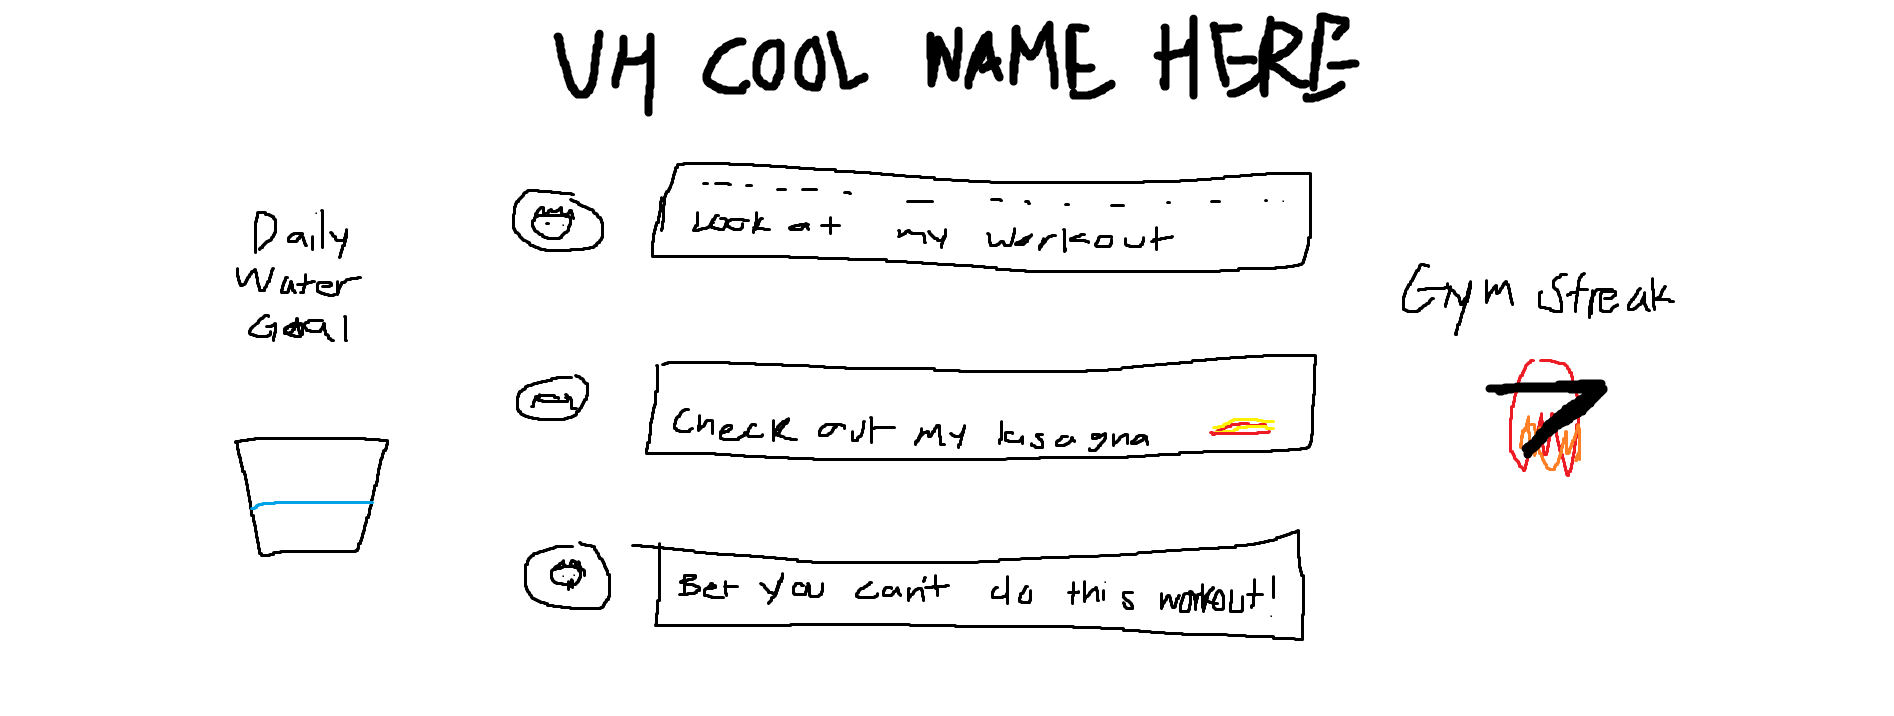 UH COOL NAME HERE
Daily
Water
Goal
Look at my workout
Check out my lasagna
Bet you can't do this workout!
Gym Streak
7